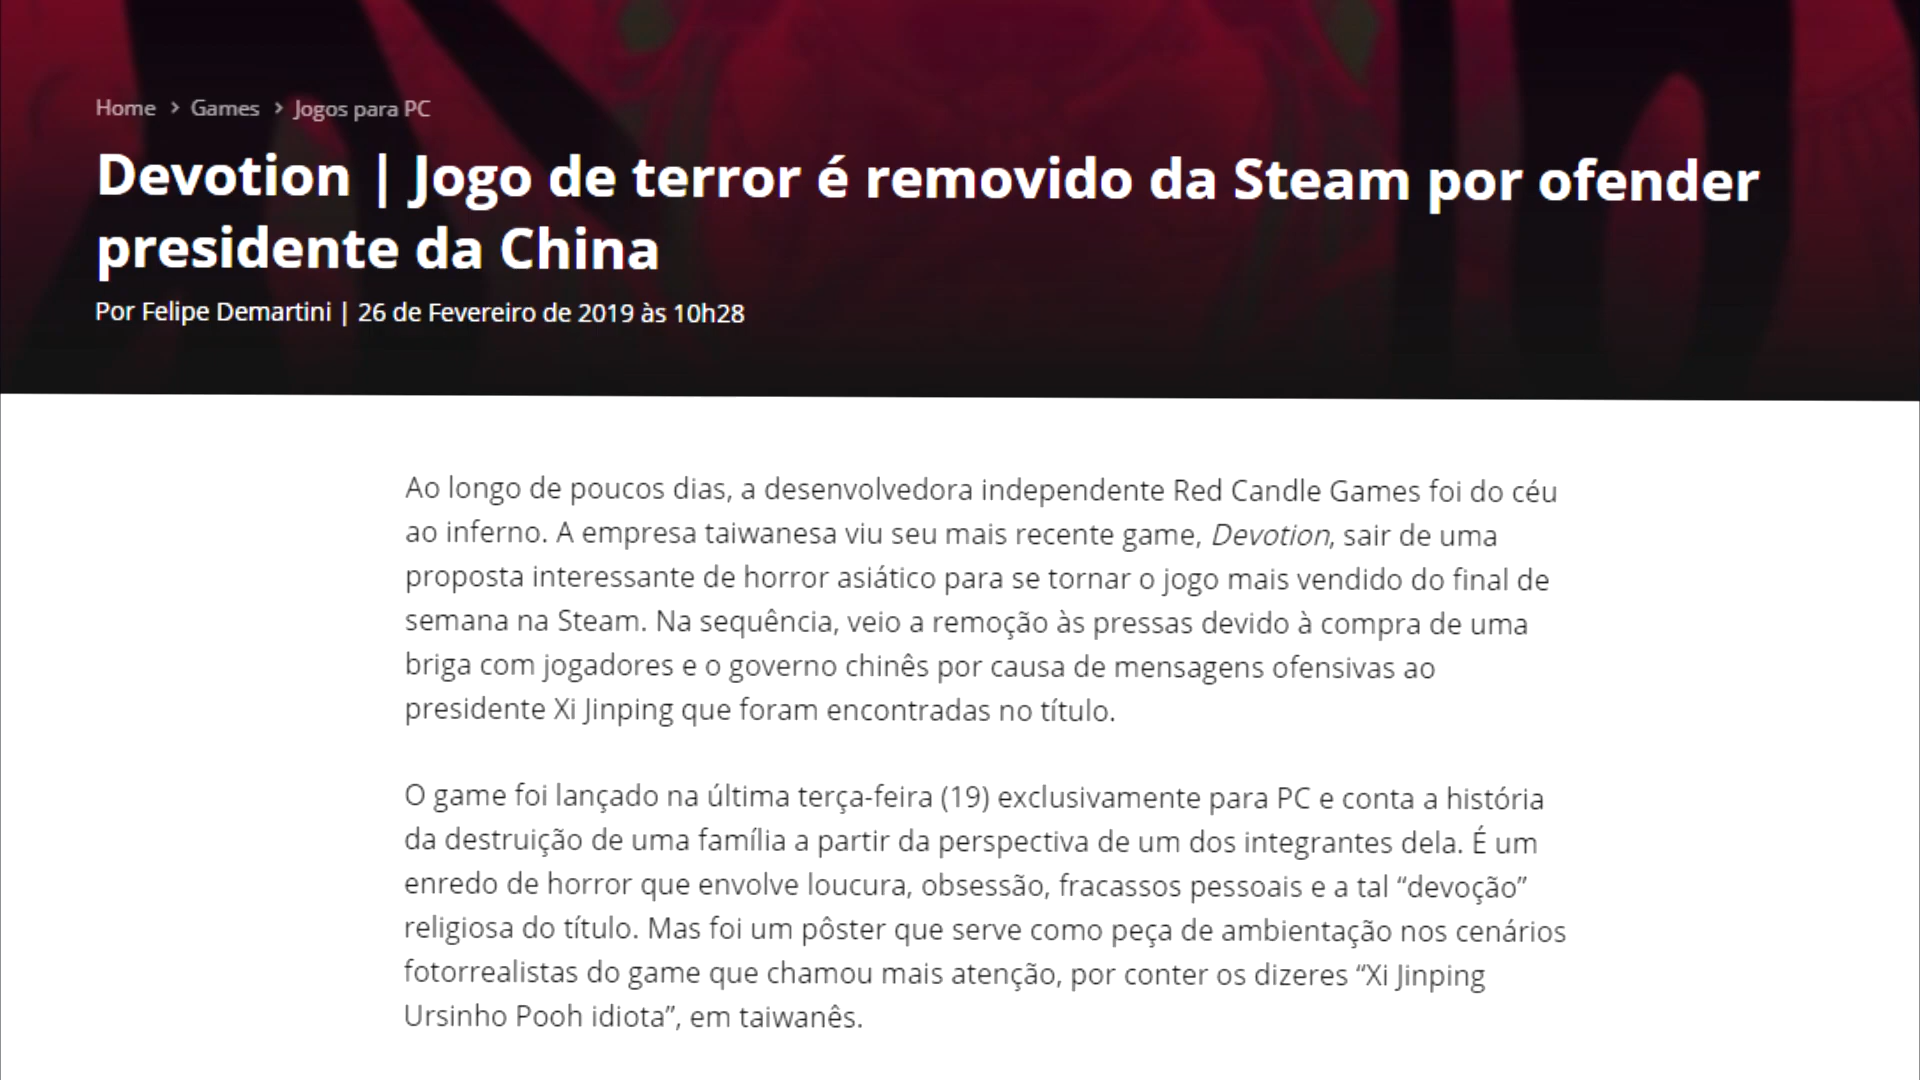 Home > Games > Jogos para PC
Devotion | Jogo de terror é removido da Steam por ofender
presidente da China
Por Felipe Demartini | 26 de Fevereiro de 2019 às 10h28
Ao longo de poucos dias, a desenvolvedora independente Red Candle Games foi do céu
ao inferno. A empresa taiwanesa viu seu mais recente game, Devotion, sair de uma
proposta interessante de horror asiático para se tornar o jogo mais vendido do final de
semana na Steam. Na sequência, veio a remoção às pressas devido à compra de uma
briga com jogadores e o governo chinês por causa de mensagens ofensivas ao
presidente Xi Jinping que foram encontradas no título.
O game foi lançado na última terça-feira (19) exclusivamente para PC e conta a história
da destruição de uma família a partir da perspectiva de um dos integrantes dela. É um
enredo de horror que envolve loucura, obsessão, fracassos pessoais e a tal “devoção”
religiosa do título. Mas foi um pôster que serve como peça de ambientação nos cenários
fotorrealistas do game que chamou mais atenção, por conter os dizeres “Xi Jinping
Ursinho Pooh idiota”, em taiwanês.